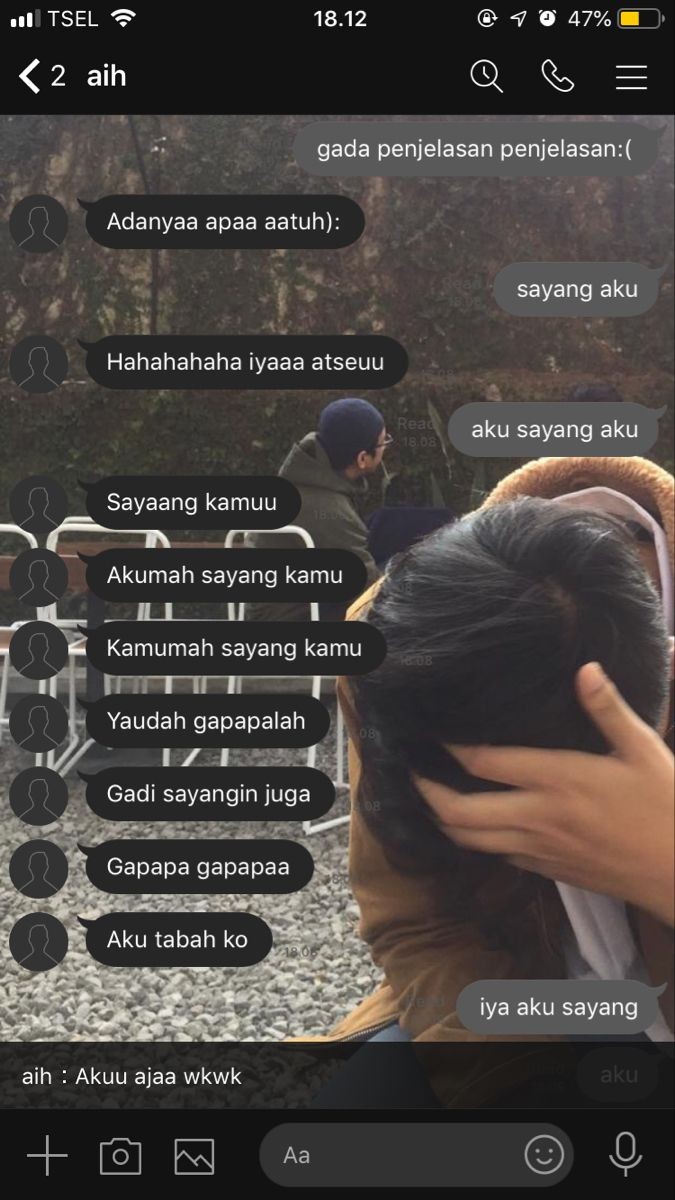 TSEL 18.12 47%
2 aih
gada penjelasan penjelasan:(
Adanyaa apaa aatuh):
Read
18.08
sayang aku
Hahahahaha iyaaa atseuu
18.08
Read
18.08
aku sayang aku
Sayaang kamuu
18.08
Akumah sayang kamu
Kamumah sayang kamu
18.08
Yaudah gapapalah
18.08
Gadi sayangin juga
18.08
Gapapa gapapaa
Aku tabah ko
18.08
Read
iya aku sayang
aih : Akuu ajaa wkwk
Read
aku
Aa